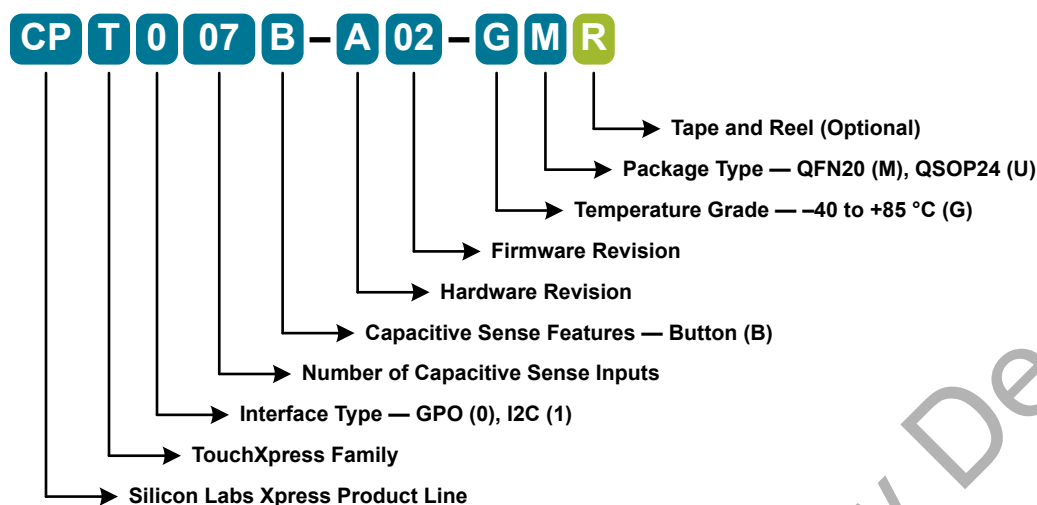 CP T 0 07 B – A 02 – G M R
Tape and Reel (Optional)
Package Type — QFN20 (M), QSOP24 (U)
Temperature Grade — –40 to +85 °C (G)
Firmware Revision
Hardware Revision
Capacitive Sense Features — Button (B)
Number of Capacitive Sense Inputs
Interface Type — GPO (0), I2C (1)
TouchXpress Family
Silicon Labs Xpress Product Line